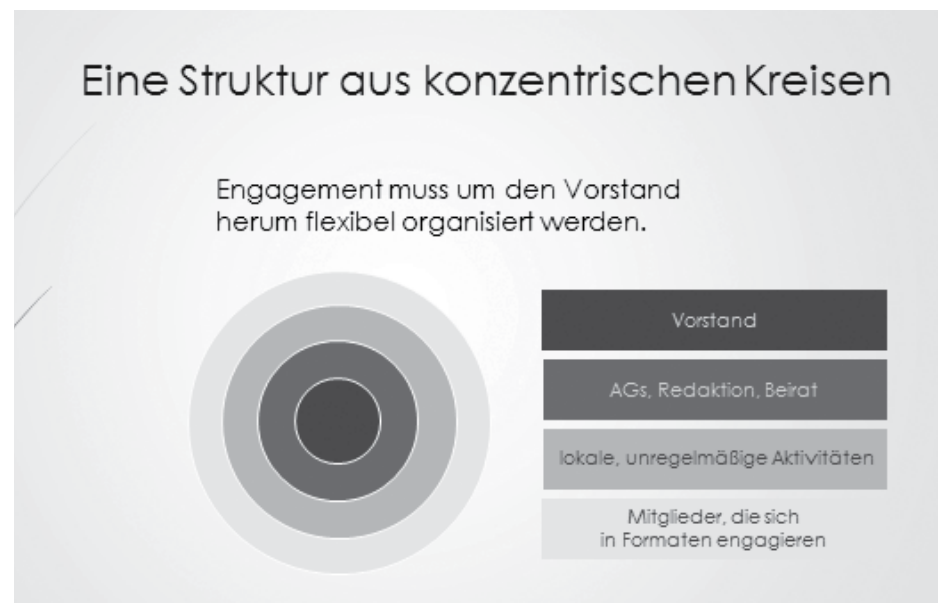 Eine Struktur aus konzentrischen Kreisen
Engagement muss um den Vorstand
herum flexibel organisiert werden.
Vorstand
AGs, Redaktion, Beirat
lokale, unregelmäßige Aktivitäten
Mitglieder, die sich
in Formaten engagieren